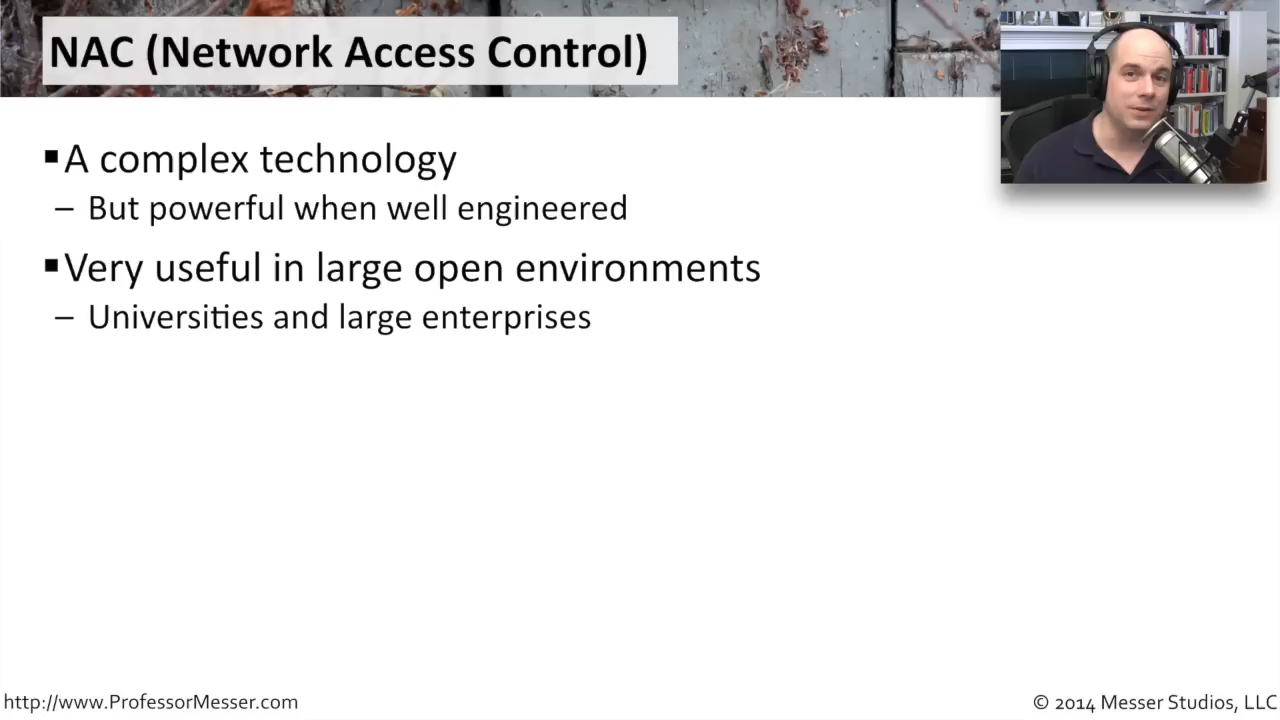 NAC (Network Access Control)
▪A complex technology
– But powerful when well engineered
▪Very useful in large open environments
– Universities and large enterprises
http://www.ProfessorMesser.com
© 2014 Messer Studios, LLC